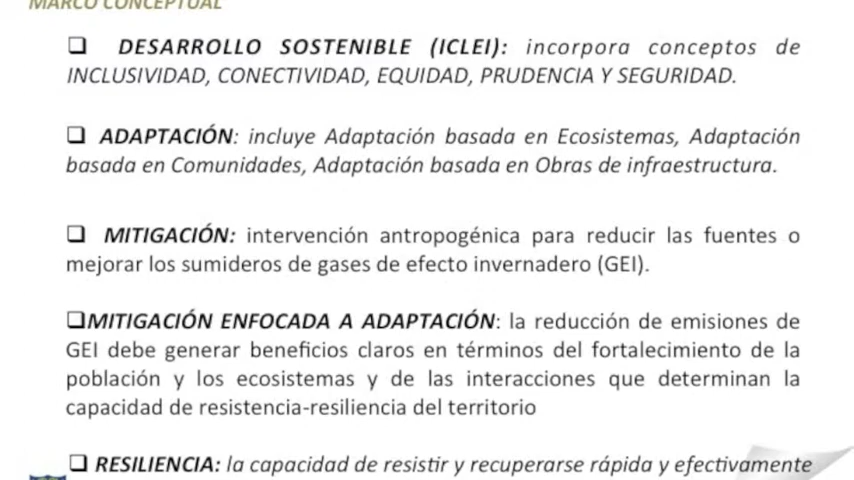 MARCO CONCEPTUAL
❑ DESARROLLO SOSTENIBLE (ICLEI): incorpora conceptos de
INCLUSIVIDAD, CONECTIVIDAD, EQUIDAD, PRUDENCIA Y SEGURIDAD.
❑ ADAPTACIÓN: incluye Adaptación basada en Ecosistemas, Adaptación
basada en Comunidades, Adaptación basada en Obras de infraestructura.
❑ MITIGACIÓN: intervención antropogénica para reducir las fuentes o
mejorar los sumideros de gases de efecto invernadero (GEI).
❑MITIGACIÓN ENFOCADA A ADAPTACIÓN: la reducción de emisiones de
GEI debe generar beneficios claros en términos del fortalecimiento de la
población y los ecosistemas y de las interacciones que determinan la
capacidad de resistencia-resiliencia del territorio
❑ RESILIENCIA: la capacidad de resistir y recuperarse rápida y efectivamente